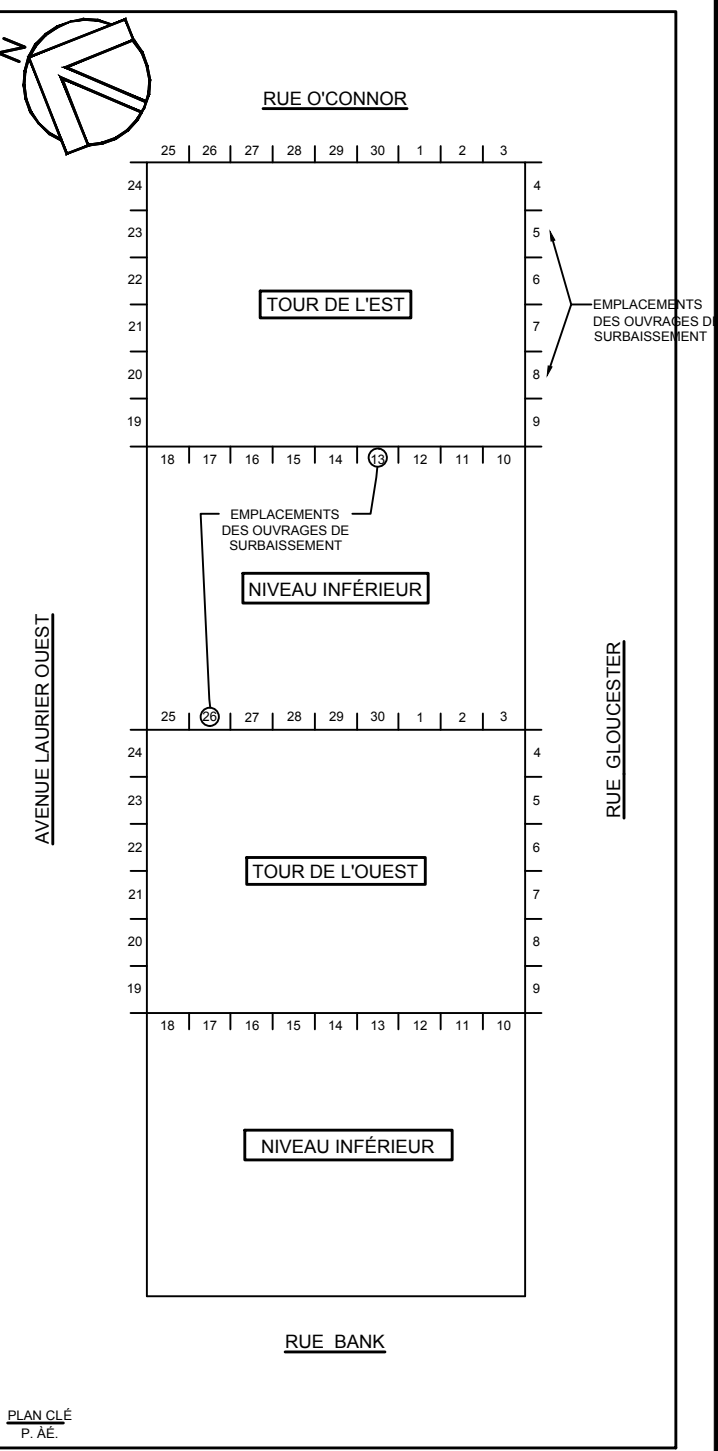 N
RUE O'CONNOR
25 26 27 28 29 30 1 2 3
24 4
23 5
22 6
EMPLACEMENTS
DES OUVRAGES DE
SURBAISSEMENT
TOUR DE L'EST
21 7
20 8
19 9
18 17 16 15 14 13 12 11 10
EMPLACEMENTS
DES OUVRAGES DE
SURBAISSEMENT
NIVEAU INFÉRIEUR
AVENUE LAURIER OUEST
RUE GLOUCESTER
25 26 27 28 29 30 1 2 3
24 4
23 5
22 6
TOUR DE L'OUEST
21 7
20 8
19 9
18 17 16 15 14 13 12 11 10
NIVEAU INFÉRIEUR
RUE BANK
PLAN CLÉ
P. ÀÉ.